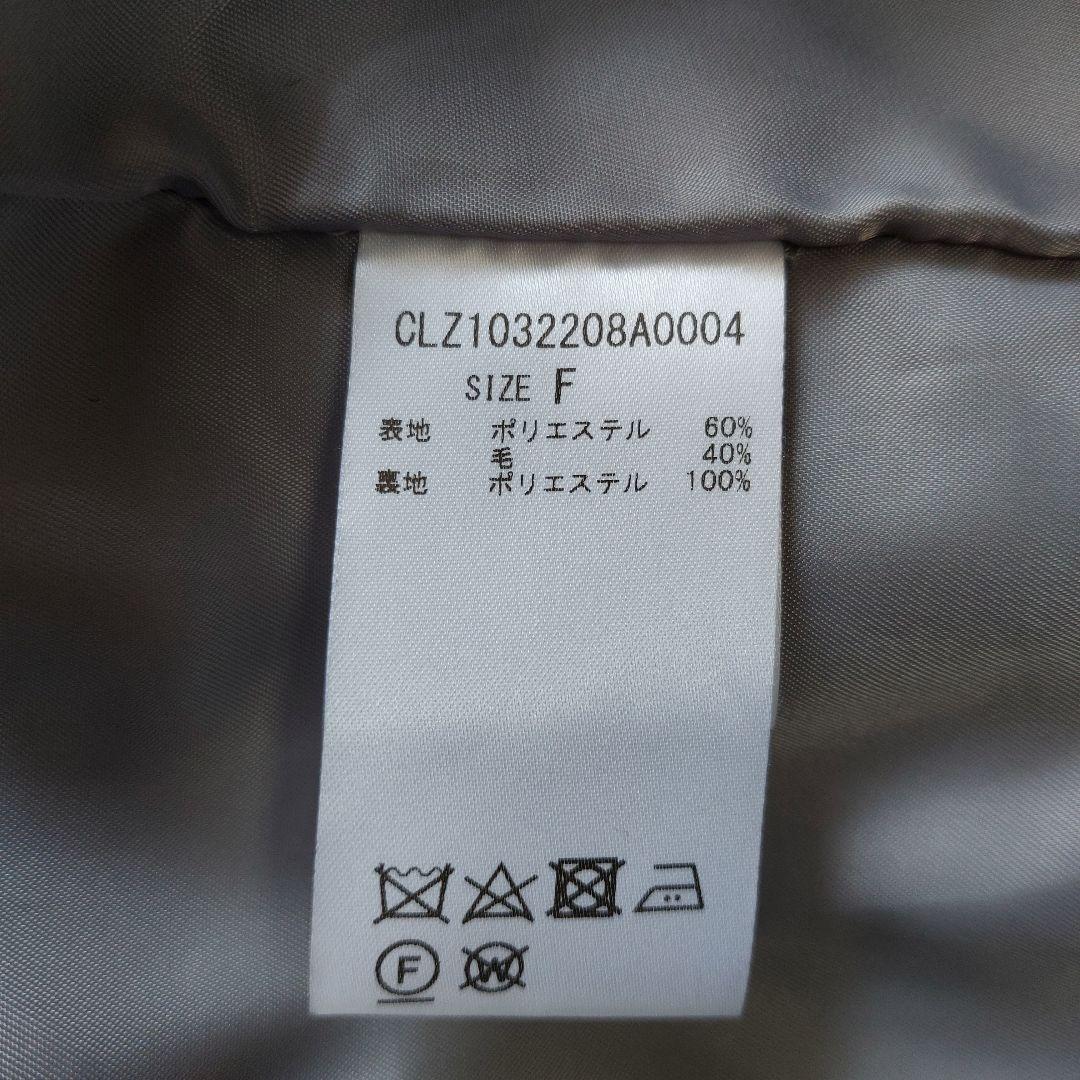 CLZ1032208A0004
SIZE F
表地 ポリエステル 60%
毛 40%
裏地 ポリエステル 100%
F
W